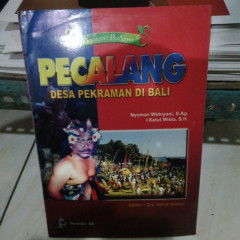 PECALANG
DESA PEKRAMAN DI BALI
Nyoman Widnyani, S.Ag
I Ketut Widia, S.H